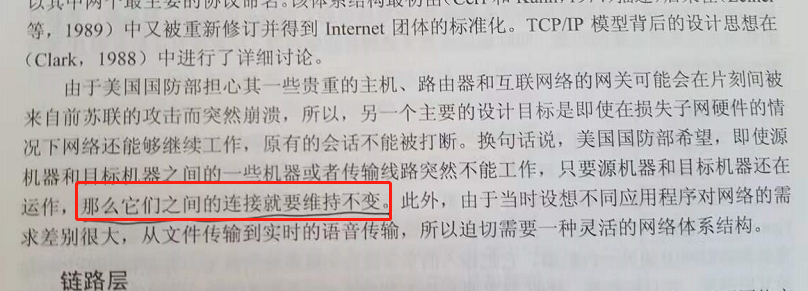 以其中两个最主要的协议命名。该体系结构最初由(Cerf和Kahn,1974)描述,后来在(Leiner
等,1989)中又被重新修订并得到 Internet 团体的标准化。TCP/IP 模型背后的设计思想在
(Clark,1988)中进行了详细讨论。
由于美国国防部担心其一些贵重的主机、路由器和互联网络的网关可能会在片刻间被
来自前苏联的攻击而突然崩溃,所以,另一个主要的设计目标是即使在损失子网硬件的情
况下网络还能够继续工作,原有的会话不能被打断。换句话说,美国国防部希望,即使源
机器和目标机器之间的一些机器或者传输线路突然不能工作,只要源机器和目标机器还在
运作,那么它们之间的连接就要维持不变。此外,由于当时设想不同应用程序对网络的需
求差别很大,从文件传输到实时的语音传输,所以迫切需要一种灵活的网络体系结构。
链路层